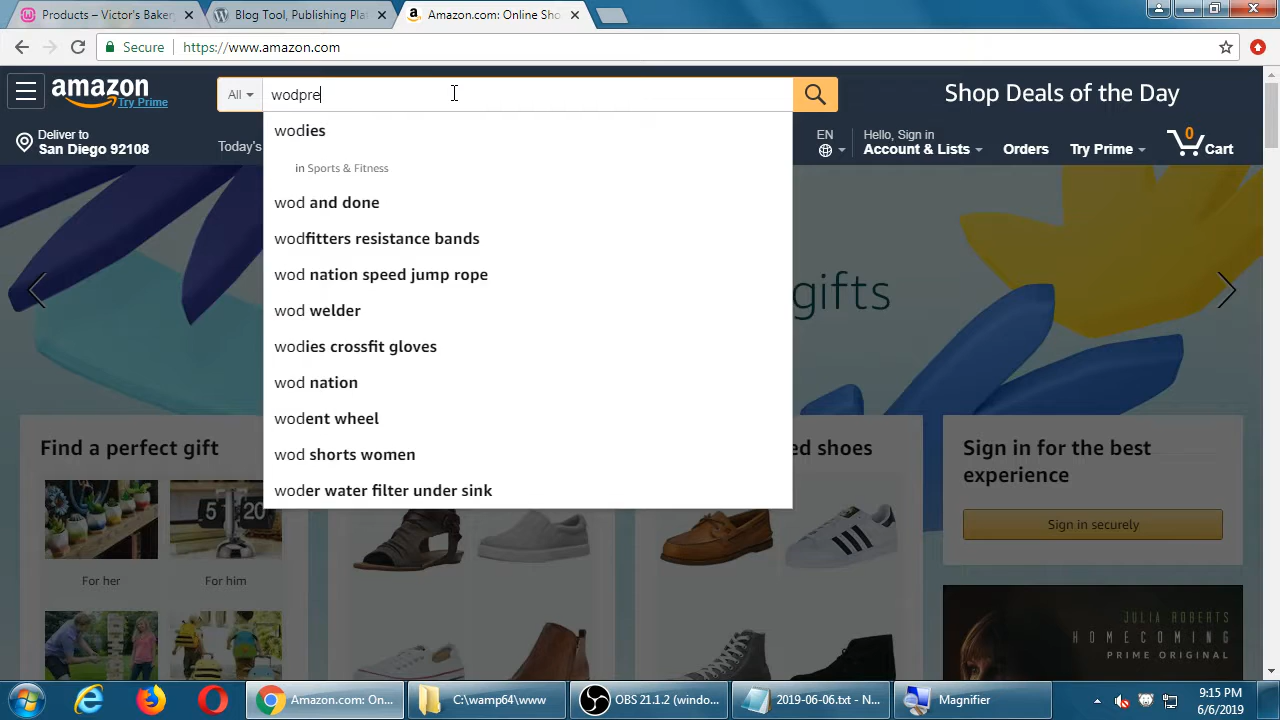 Products – Victor's Bakery
Blog Tool, Publishing Pla
Amazon.com: Online Sho
Secure
https://www.amazon.com
amazon
Try Prime
All
wodpre
Shop Deals of the Day
Deliver to
San Diego 92108
Today's
EN
Hello, Sign in
Account & Lists
Orders
Try Prime
0
Cart
wodies
in Sports & Fitness
wod and done
wodfitters resistance bands
wod nation speed jump rope
wod welder
wodies crossfit gloves
wod nation
wodent wheel
wod shorts women
woder water filter under sink
gifts
Find a perfect gift
5 20
For her
For him
ed shoes
Sign in for the best
experience
Sign in securely
JULIA ROBERTS
HOMECOMING
PRIME ORIGINAL
Amazon.com: On...
C:\wamp64\www
OBS 21.1.2 (windo...
2019-06-06.txt - N...
Magnifier
9:15 PM
6/6/2019